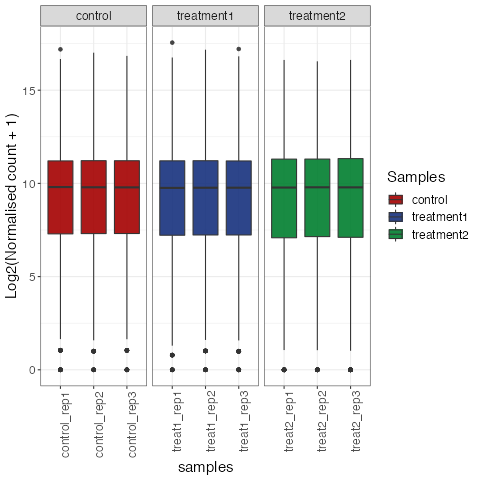 control
treatment1
treatment2
Log2(Normalised count + 1)
15
10
5
0
control_rep1
control_rep2
control_rep3
treat1_rep1
treat1_rep2
treat1_rep3
treat2_rep1
treat2_rep2
treat2_rep3
samples
Samples
control
treatment1
treatment2